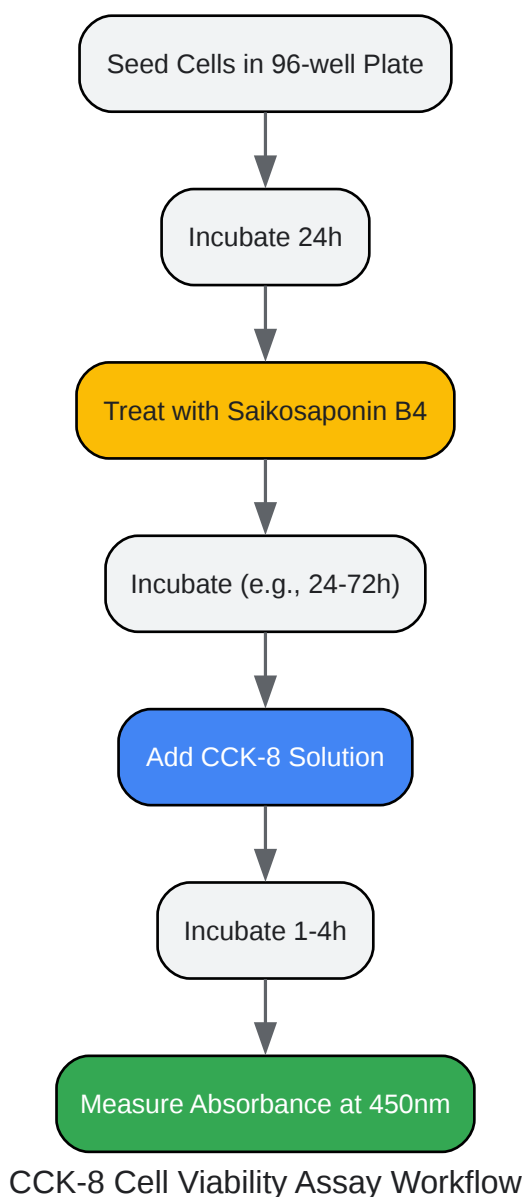 Seed Cells in 96-well Plate
Incubate 24h
Treat with Saikosaponin B4
Incubate (e.g., 24-72h)
Add CCK-8 Solution
Incubate 1-4h
Measure Absorbance at 450nm
CCK-8 Cell Viability Assay Workflow